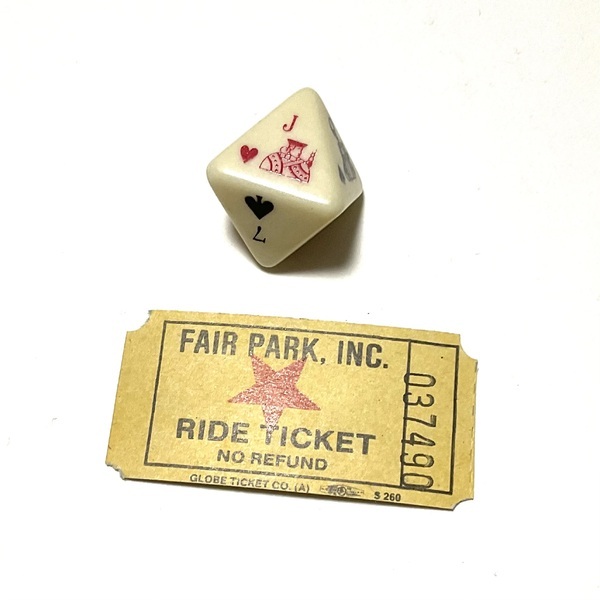 J
7
FAIR PARK, INC.
RIDE TICKET
NO REFUND
GLOBE TICKET CO. (A)
S 260
037490